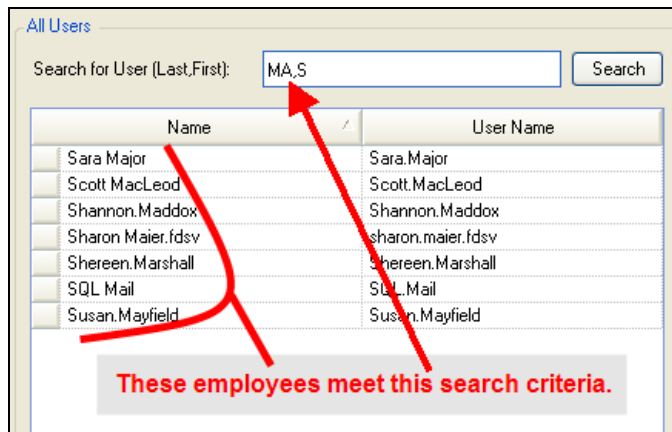 All Users
Search for User (Last,First): MA,S Search
Name User Name
Sara Major Sara.Major
Scott MacLeod Scott.MacLeod
Shannon.Maddox Shannon.Maddox
Sharon Maier.fdsv sharon.maier.fdsv
Shereen.Marshall Shereen.Marshall
SQL Mail SQL.Mail
Susan.Mayfield Susan.Mayfield
These employees meet this search criteria.